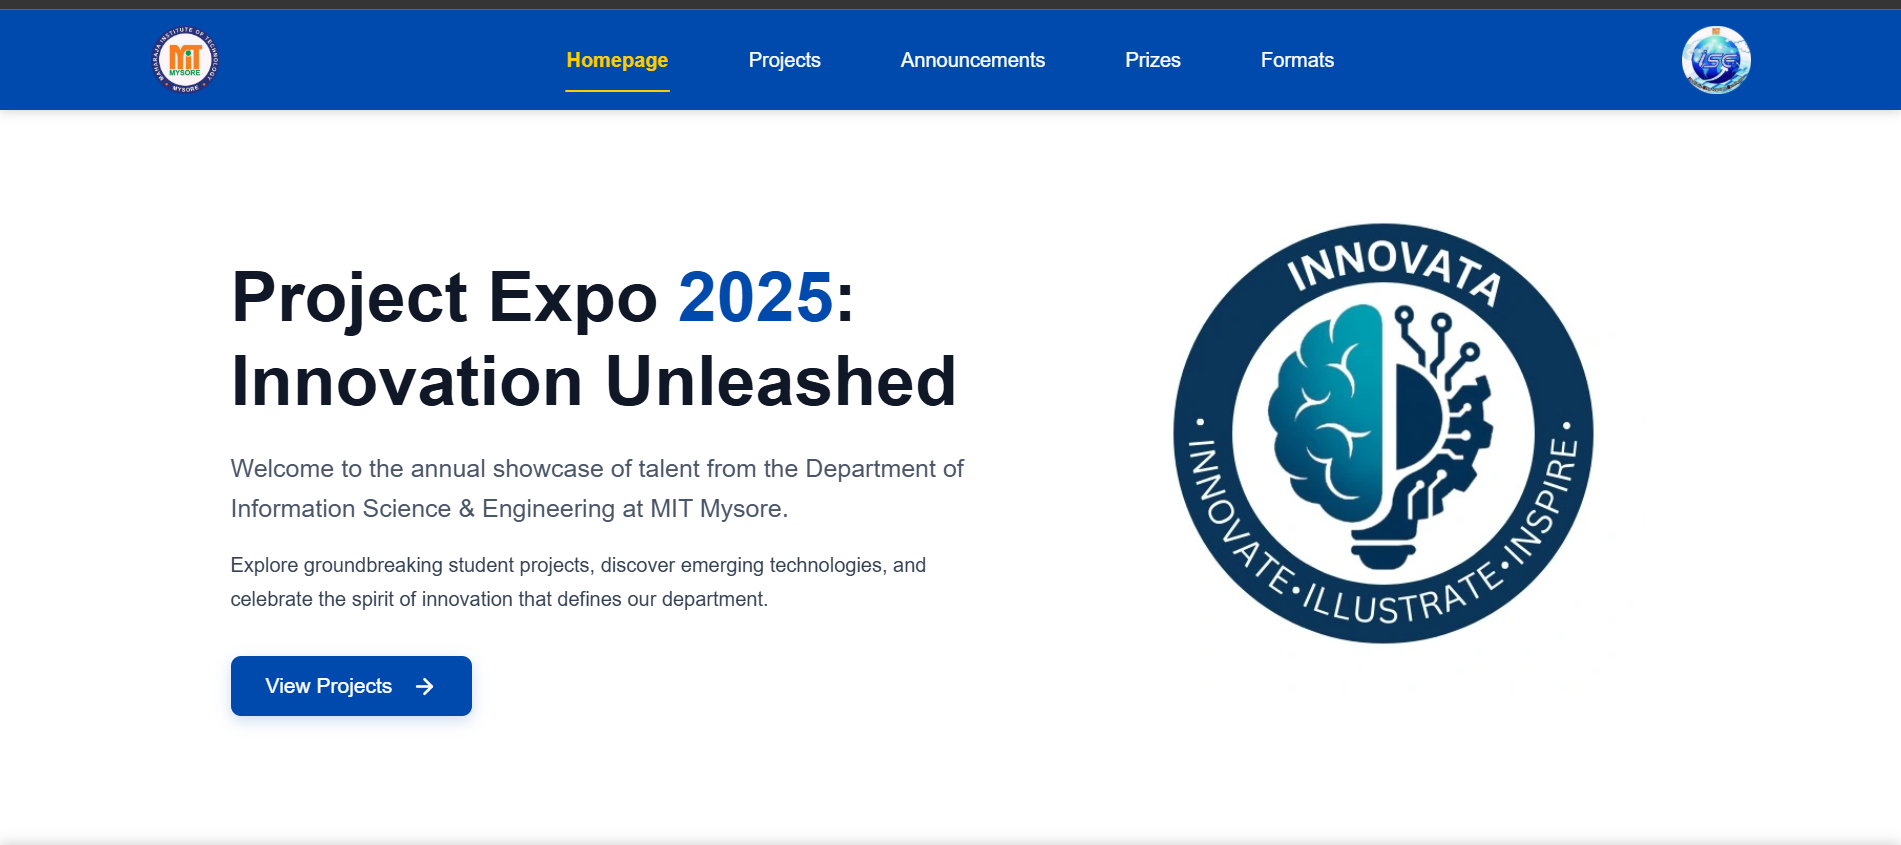 MAHARAJA INSTITUTE OF TECHNOLOGY
MIT
MYSORE
MYSORE
Homepage
Projects
Announcements
Prizes
Formats
ISE
Project Expo 2025:
Innovation Unleashed
Welcome to the annual showcase of talent from the Department of
Information Science & Engineering at MIT Mysore.
Explore groundbreaking student projects, discover emerging technologies, and
celebrate the spirit of innovation that defines our department.
View Projects
INNOVATA
• INNOVATE • ILLUSTRATE • INSPIRE •